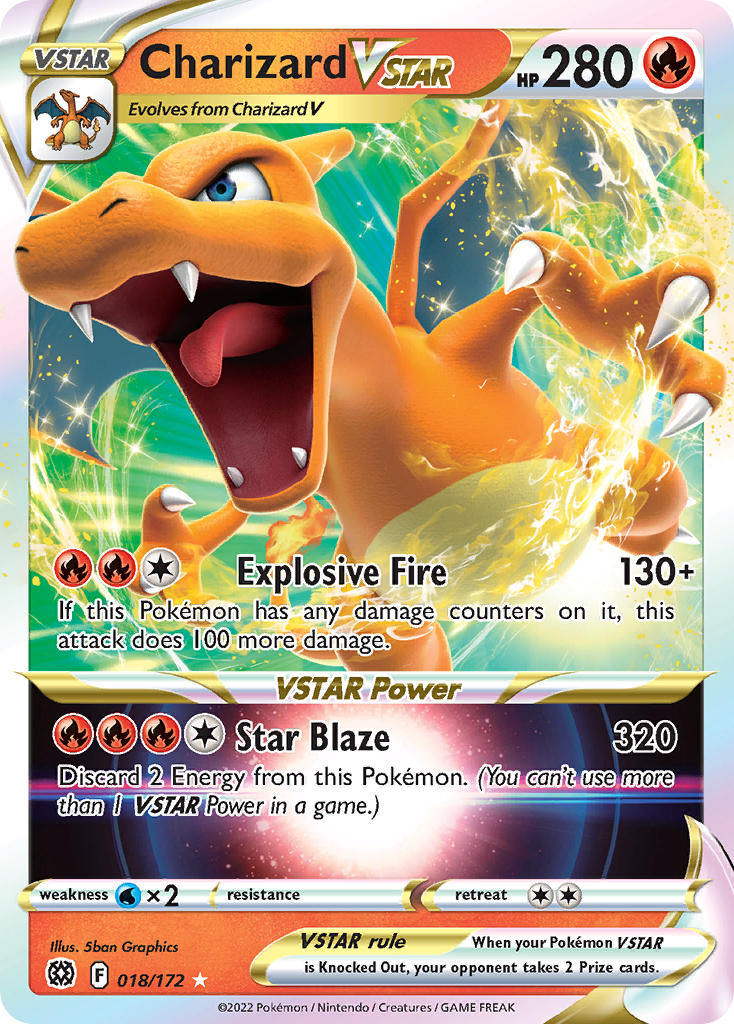 VSTAR
Charizard VSTAR
HP 280
Evolves from Charizard V
Explosive Fire 130+
If this Pokémon has any damage counters on it, this
attack does 100 more damage.
VSTAR Power
Star Blaze 320
Discard 2 Energy from this Pokémon. (You can't use more
than 1 VSTAR Power in a game.)
weakness ×2 resistance retreat
Illus. 5ban Graphics
VSTAR rule When your Pokémon VSTAR
is Knocked Out, your opponent takes 2 Prize cards.
F 018/172
©2022 Pokémon / Nintendo / Creatures / GAME FREAK